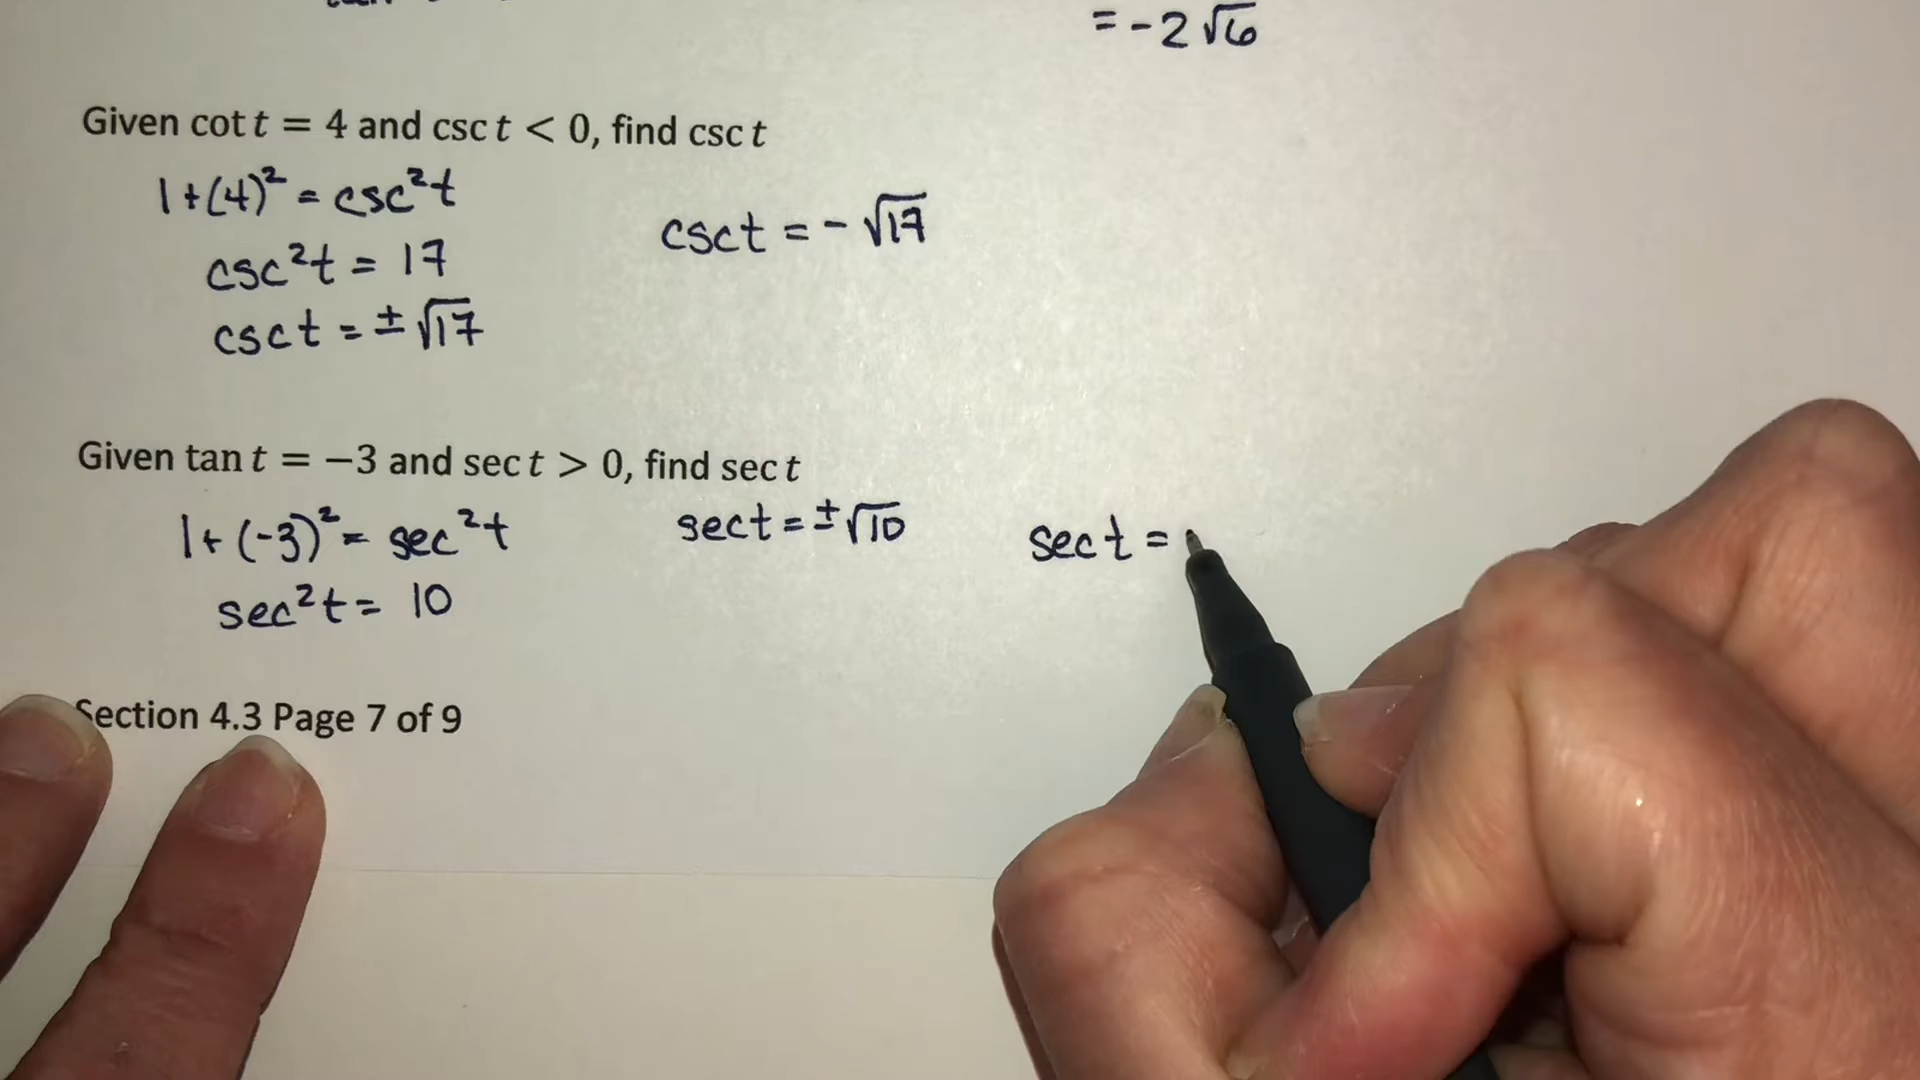 = -2√6
Given cot t = 4 and csc t < 0, find csc t
1+(4)² = csc²t
csc t = -√17
csc²t = 17
csc t = ±√17
Given tan t = −3 and sec t > 0, find sec t
1+(-3)² = sec²t
sec t = ±√10
sec t =
sec²t = 10
Section 4.3 Page 7 of 9